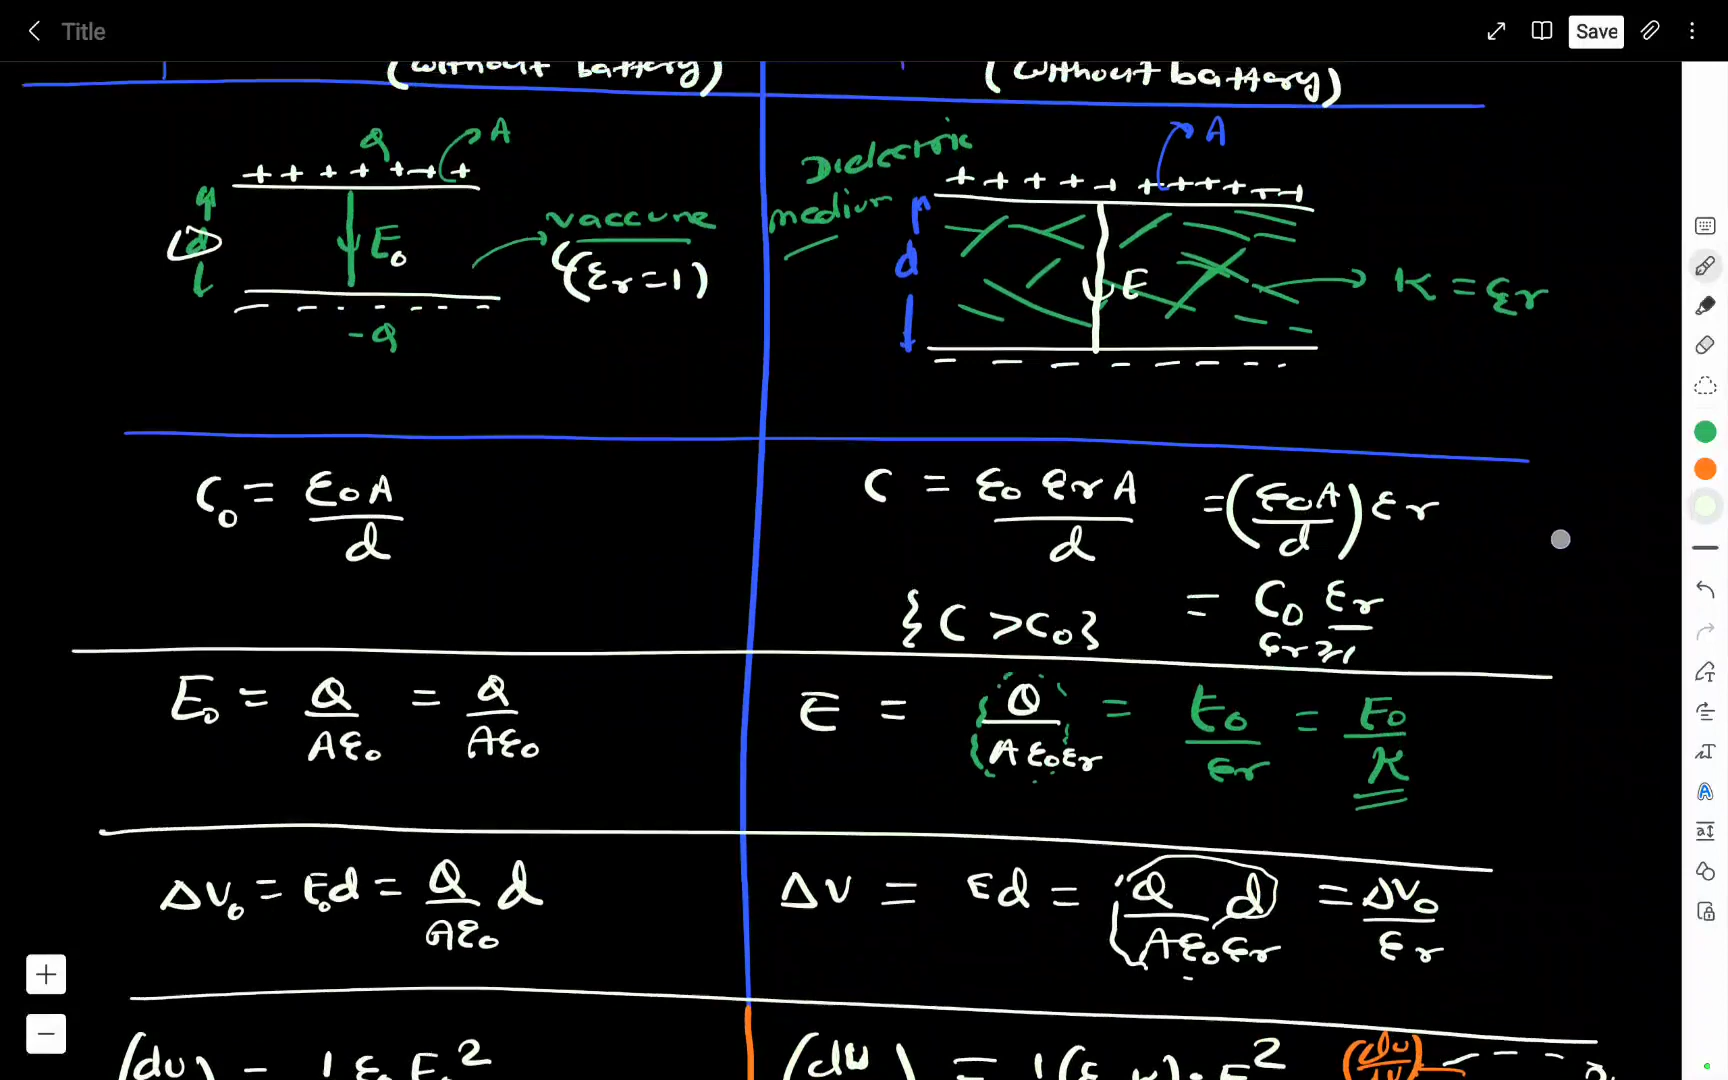 Title
Save
(without battery)
(without battery)
Q
A
+ + + + + + +
d
E₀
vaccume
(εr=1)
- - - - - - -
-Q
Dielectric
medium
A
+ + + + + + + + + + +
d
E
K = εr
- - - - - - - -
C₀ = ε₀A/d
C = ε₀ εr A/d = (ε₀A/d) εr
{C > C₀} = C₀ εr
εr ≥ 1
E₀ = Q/Aε₀ = Q/Aε₀
E = Q/Aε₀εr = E₀/εr = E₀/K
ΔV₀ = E₀d = Q/Aε₀ d
ΔV = Ed = Q d/Aε₀εr = ΔV₀/εr